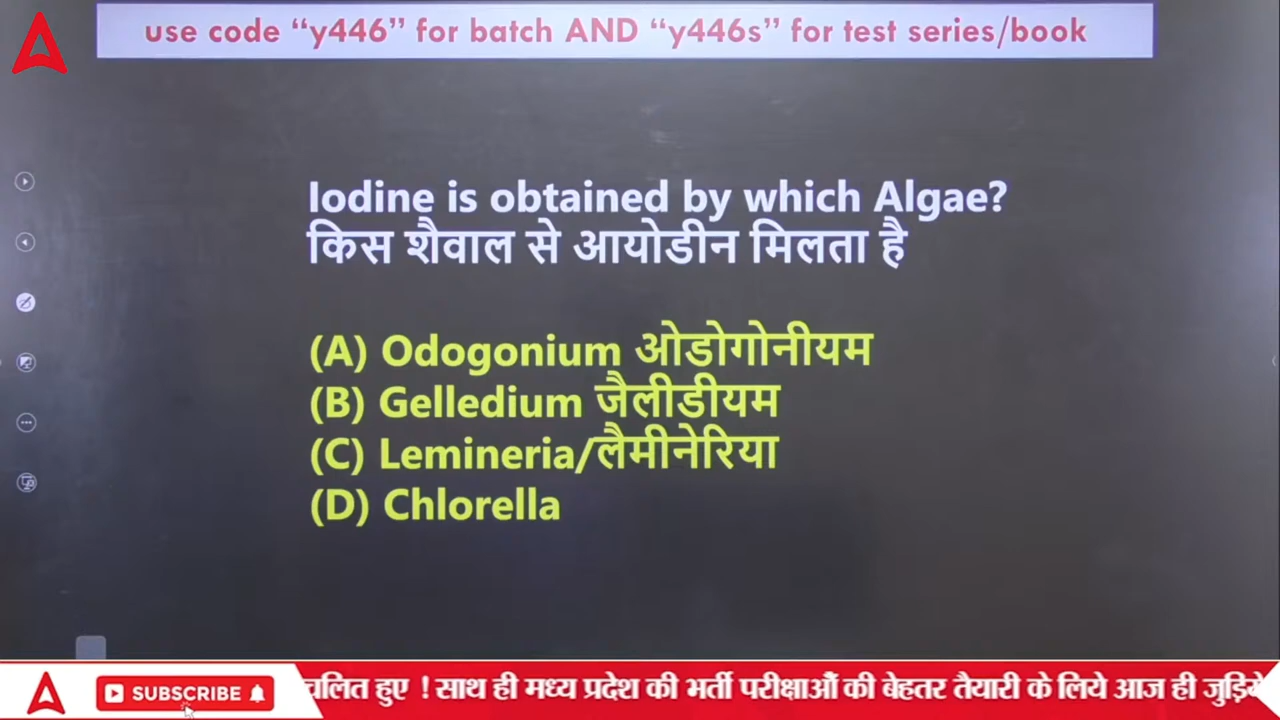 use code “y446” for batch AND “y446s” for test series/book
Iodine is obtained by which Algae?
किस शैवाल से आयोडीन मिलता है
(A) Odogonium ओडोगोनीयम
(B) Gelledium जैलीडीयम
(C) Lemineria/लैमीनेरिया
(D) Chlorella
SUBSCRIBE
चलित हुए ! साथ ही मध्य प्रदेश की भर्ती परीक्षाओं की बेहतर तैयारी के लिये आज ही